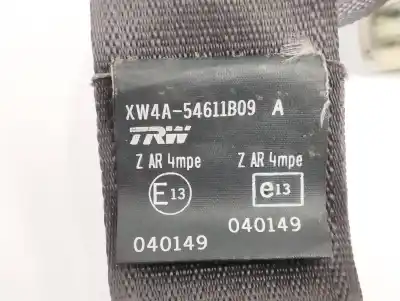 XW4A-54611B09 A
TRW
Z AR 4mpe Z AR 4mpe
E13 e13
040149 040149